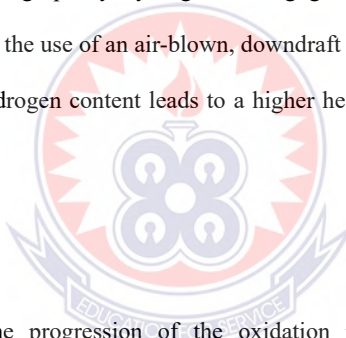 the use of an air-blown, downdraft
drogen content leads to a higher he
EDUCATION FOR SERVICE
he progression of the oxidation